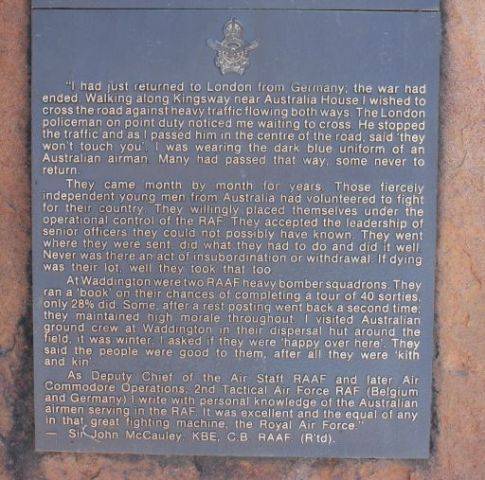 "I had just returned to London from Germany; the war had
ended. Walking along Kingsway near Australia House I wished to
cross the road against heavy traffic flowing both ways. The London
policeman on point duty noticed me waiting to cross. He stopped
the traffic and as I passed him in the centre of the road, said 'they
won't touch you'. I was wearing the dark blue uniform of an
Australian airman. Many had passed that way, some never to
return.
They came month by month for years. Those fiercely
independent young men from Australia had volunteered to fight
for their country. They willingly placed themselves under the
operational control of the RAF. They accepted the leadership of
senior officers they could not possibly have known. They went
where they were sent, did what they had to do and did it well.
Never was there an act of insubordination or withdrawal. If dying
was their lot, well they took that too.
At Waddington were two RAAF heavy bomber squadrons. They
ran a 'book' on their chances of completing a tour of 40 sorties,
only 28% did. Some, after a rest posting went back a second time;
they maintained high morale throughout. I visited Australian
ground crew at Waddington in their dispersal hut around the
field, it was winter. I asked if they were 'happy over here'. They
said the people were good to them, after all they were 'kith
and kin'.
As Deputy Chief of the Air Staff RAAF and later Air
Commodore Operations, 2nd Tactical Air Force RAF (Belgium
and Germany) I write with personal knowledge of the Australian
airmen serving in the RAF. It was excellent and the equal of any
in that great fighting machine, the Royal Air Force."
— Sir John McCauley, KBE, C.B. RAAF (R'td).